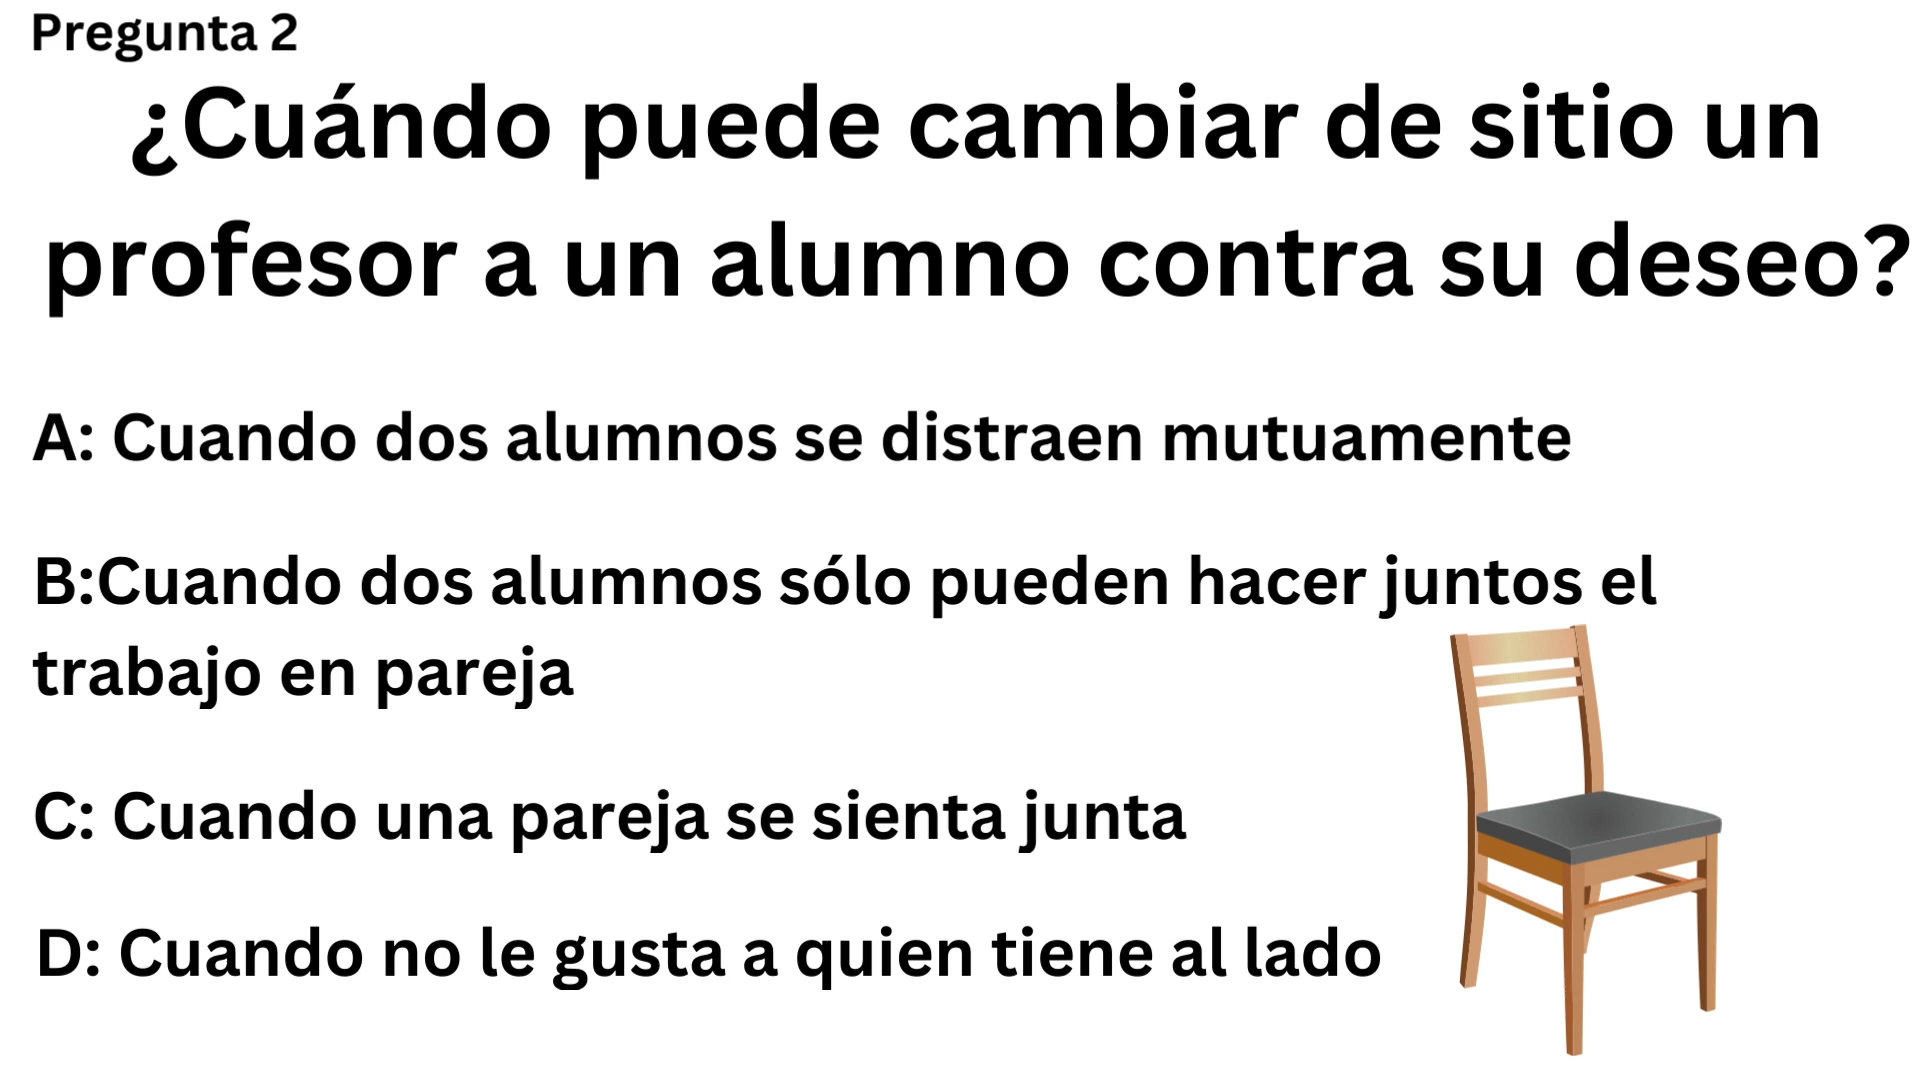 Pregunta 2
¿Cuándo puede cambiar de sitio un
profesor a un alumno contra su deseo?
A: Cuando dos alumnos se distraen mutuamente
B:Cuando dos alumnos sólo pueden hacer juntos el
trabajo en pareja
C: Cuando una pareja se sienta junta
D: Cuando no le gusta a quien tiene al lado